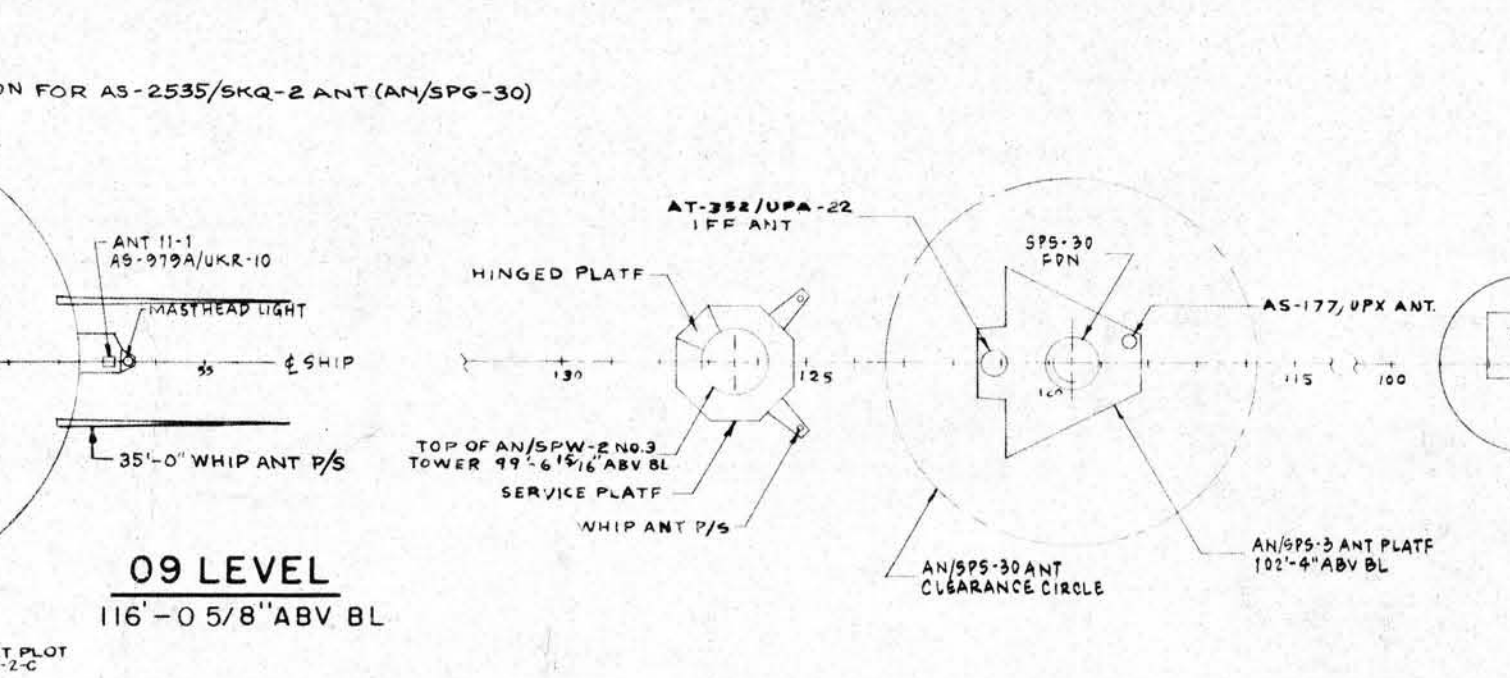 ON FOR AS-2535/SKQ-2 ANT (AN/SPG-30)
ANT 11-1
AS-979A/UKR-10
MASTHEAD LIGHT
55
℄ SHIP
35'-0" WHIP ANT P/S
09 LEVEL
116'-0 5/8" ABV BL
T PLOT
-2-C
AT-352/UPA-22
IFF ANT
HINGED PLATF
130
125
TOP OF AN/SPW-2 NO.3
TOWER 99'-6 15/16" ABV BL
SERVICE PLATF
WHIP ANT P/S
SPS-30
FDN
AS-177/UPX ANT.
120
115
100
AN/SPS-30 ANT
CLEARANCE CIRCLE
AN/SPS-3 ANT PLATF
102'-4" ABV BL